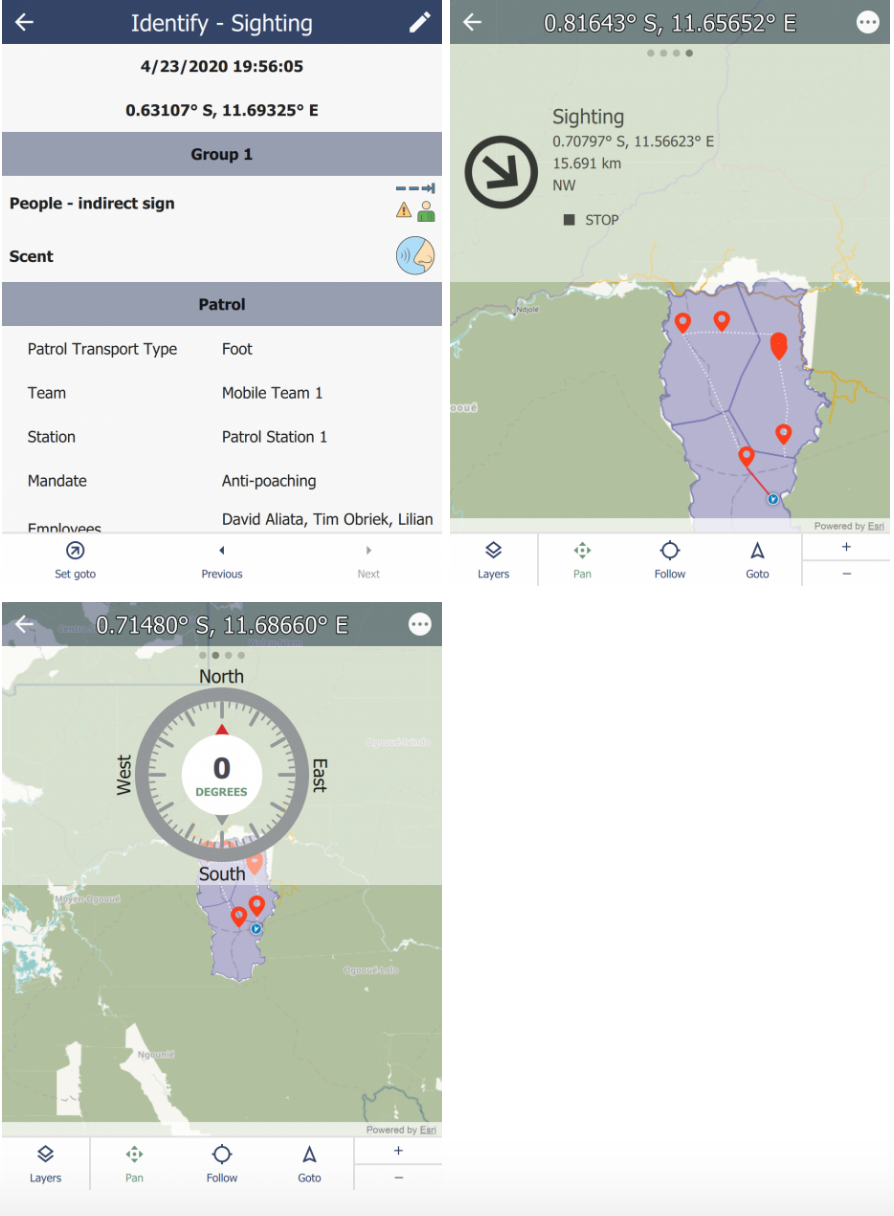 Identify - Sighting
4/23/2020 19:56:05
0.63107° S, 11.69325° E
Group 1
People - indirect sign
Scent
Patrol
Patrol Transport Type Foot
Team Mobile Team 1
Station Patrol Station 1
Mandate Anti-poaching
Employees David Aliata, Tim Obriek, Lilian
Set goto Previous Next
0.81643° S, 11.65652° E
Sighting
0.70797° S, 11.56623° E
15.691 km
NW
STOP
Ndjolé
ooué
Powered by Esri
Layers Pan Follow Goto + −
0.71480° S, 11.68660° E
North
West
0
DEGREES
East
South
Moyen-Ogooué
Ogooué-Lolo
Ngounié
Powered by Esri
Layers Pan Follow Goto + −